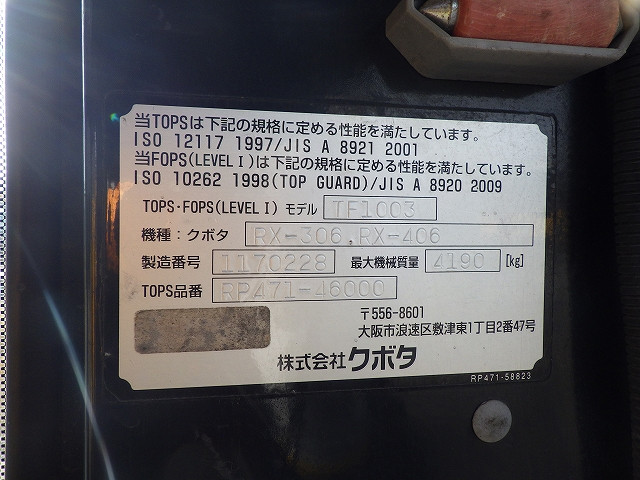 当TOPSは下記の規格に定める性能を満たしています。
ISO 12117 1997/JIS A 8921 2001
当FOPS(LEVEL I)は下記の規格に定める性能を満たしています。
ISO 10262 1998(TOP GUARD)/JIS A 8920 2009
TOPS·FOPS(LEVEL I) モデル TF1003
機種：クボタ RX-306,RX-406
製造番号 1170228 最大機械質量 4190 [kg]
TOPS品番 RP471-46000
〒556-8601
大阪市浪速区敷津東1丁目2番47号
株式会社クボタ
RP471-58823